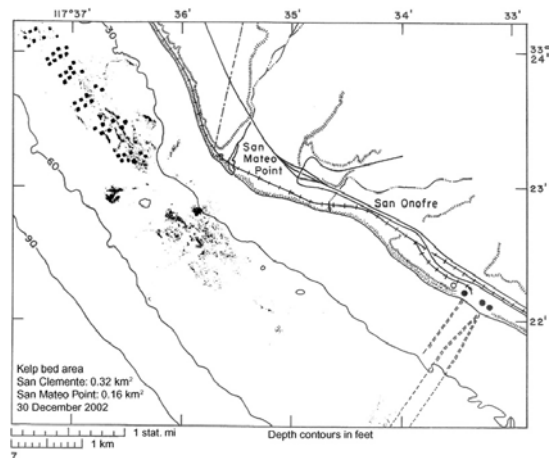 117°37' 36' 35' 34' 33'
33°
24'
30
San
Mateo
Point
60
23'
San Onofre
90
22'
Kelp bed area
San Clemente: 0.32 km²
San Mateo Point: 0.16 km²
30 December 2002
1 stat. mi
Depth contours in feet
1 km
7